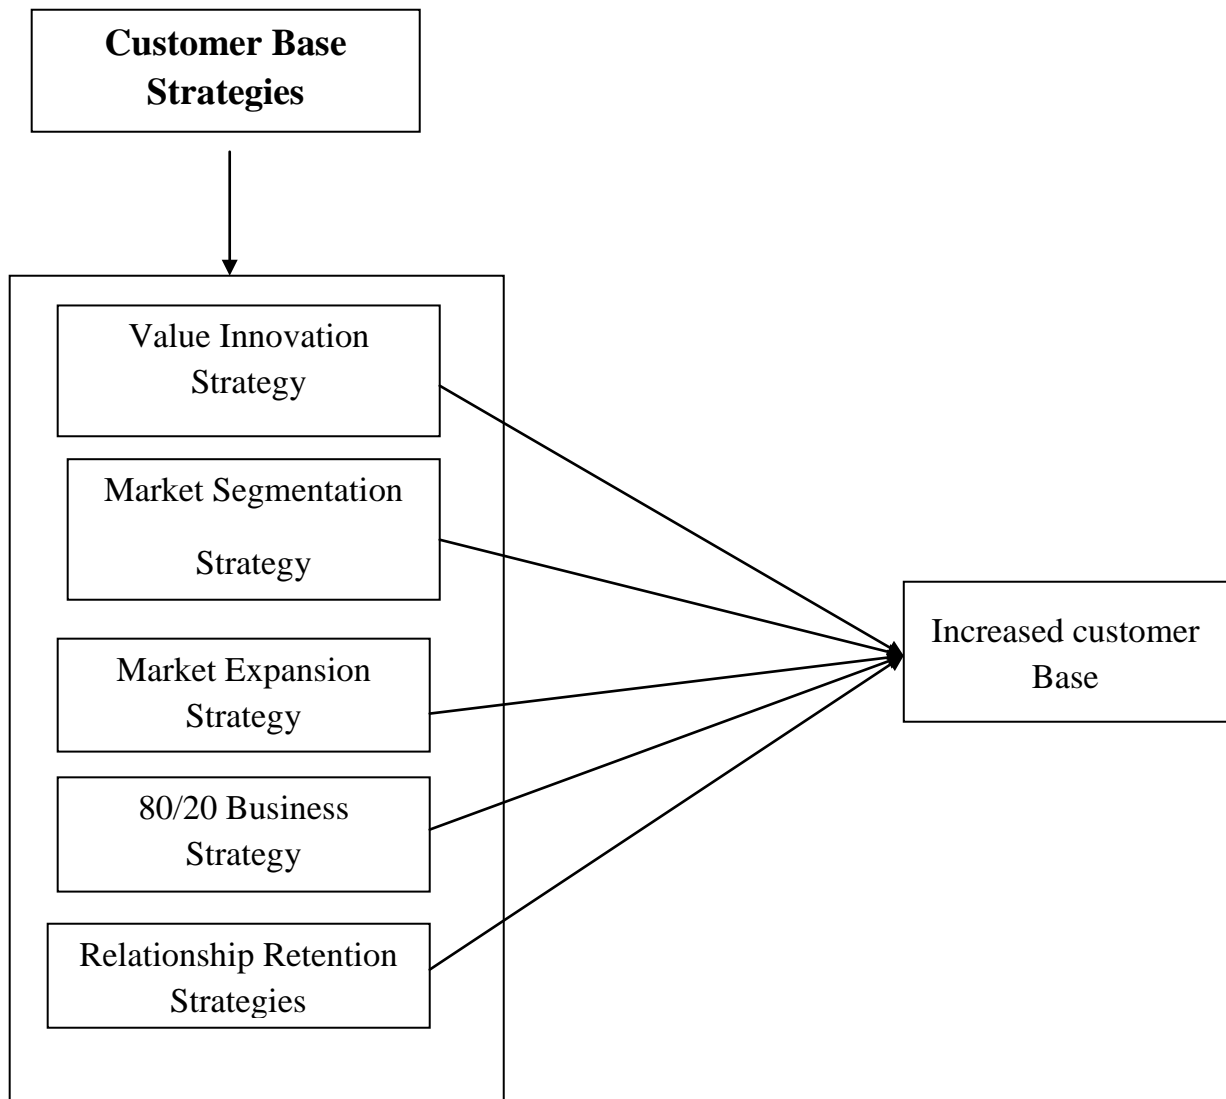 Customer Base
Strategies
Value Innovation
Strategy
Market Segmentation
Strategy
Market Expansion
Strategy
80/20 Business
Strategy
Relationship Retention
Strategies
Increased customer
Base